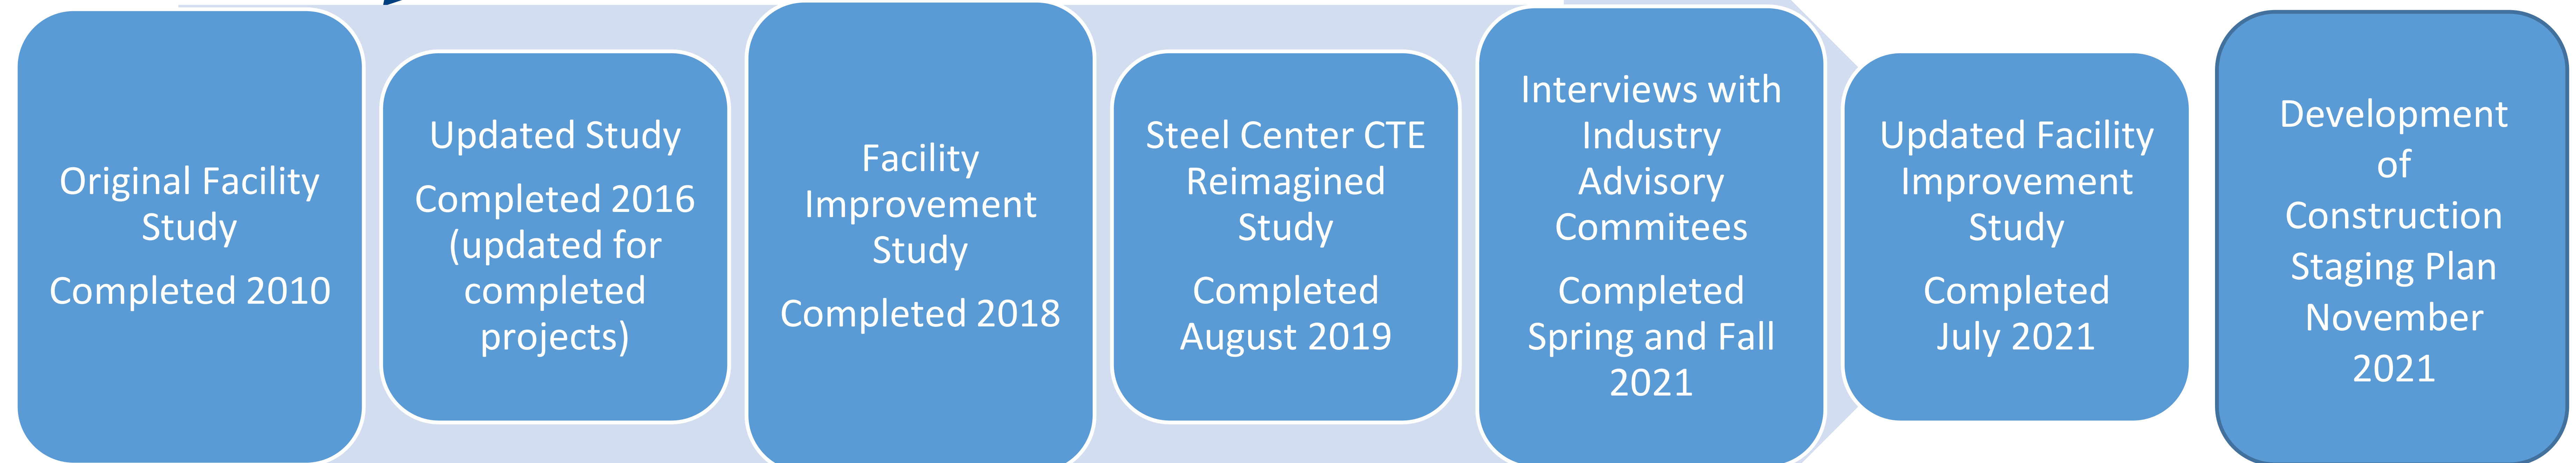 Original Facility
Study
Completed 2010
Updated Study
Completed 2016
(updated for
completed
projects)
Facility
Improvement
Study
Completed 2018
Steel Center CTE
Reimagined
Study
Completed
August 2019
Interviews with
Industry
Advisory
Commitees
Completed
Spring and Fall
2021
Updated Facility
Improvement
Study
Completed
July 2021
Development
of
Construction
Staging Plan
November
2021